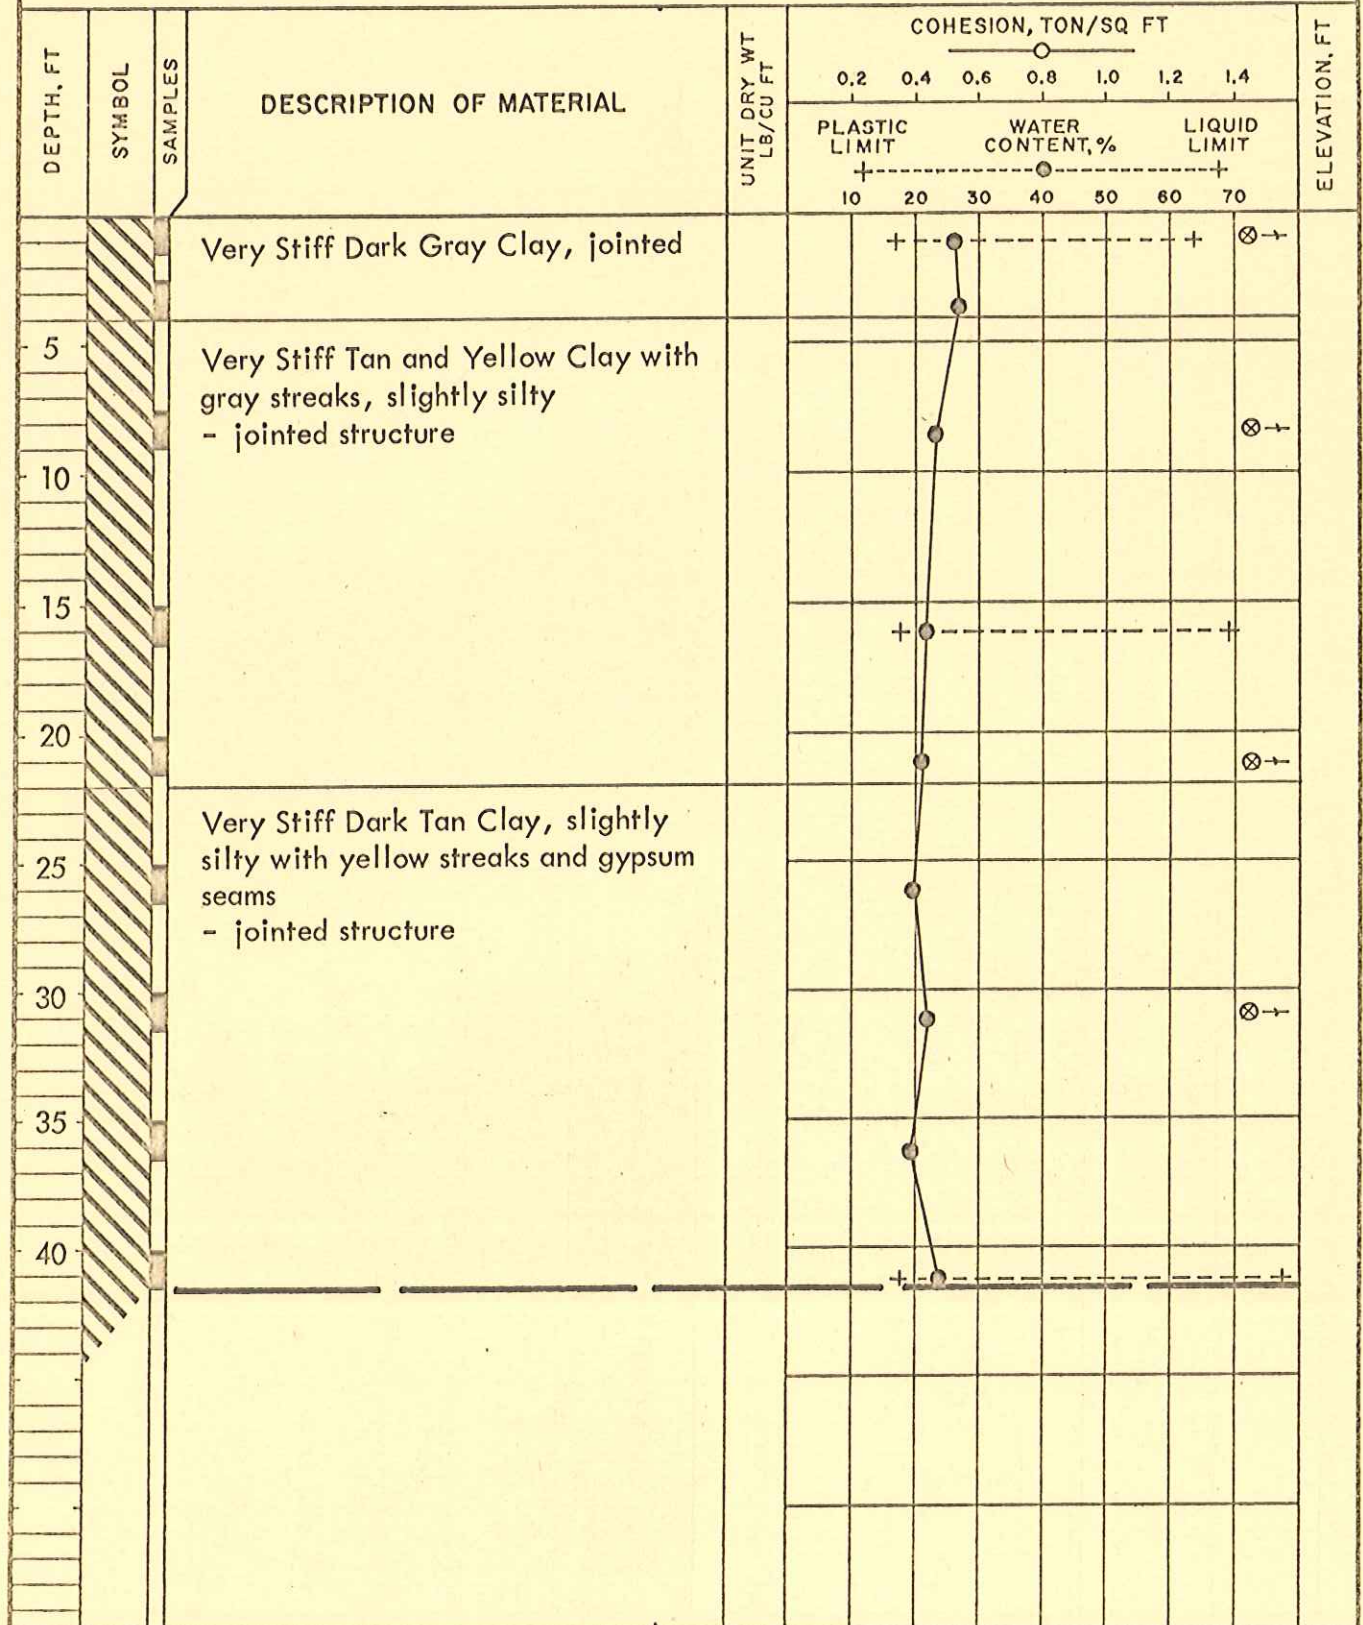 DEPTH, FT
SYMBOL
SAMPLES
DESCRIPTION OF MATERIAL
UNIT DRY WT
LB/CU FT
COHESION, TON/SQ FT
0.2 0.4 0.6 0.8 1.0 1.2 1.4
PLASTIC
LIMIT
WATER
CONTENT, %
LIQUID
LIMIT
10 20 30 40 50 60 70
ELEVATION, FT
Very Stiff Dark Gray Clay, jointed
5
Very Stiff Tan and Yellow Clay with
gray streaks, slightly silty
- jointed structure
10
15
20
Very Stiff Dark Tan Clay, slightly
silty with yellow streaks and gypsum
seams
- jointed structure
25
30
35
40